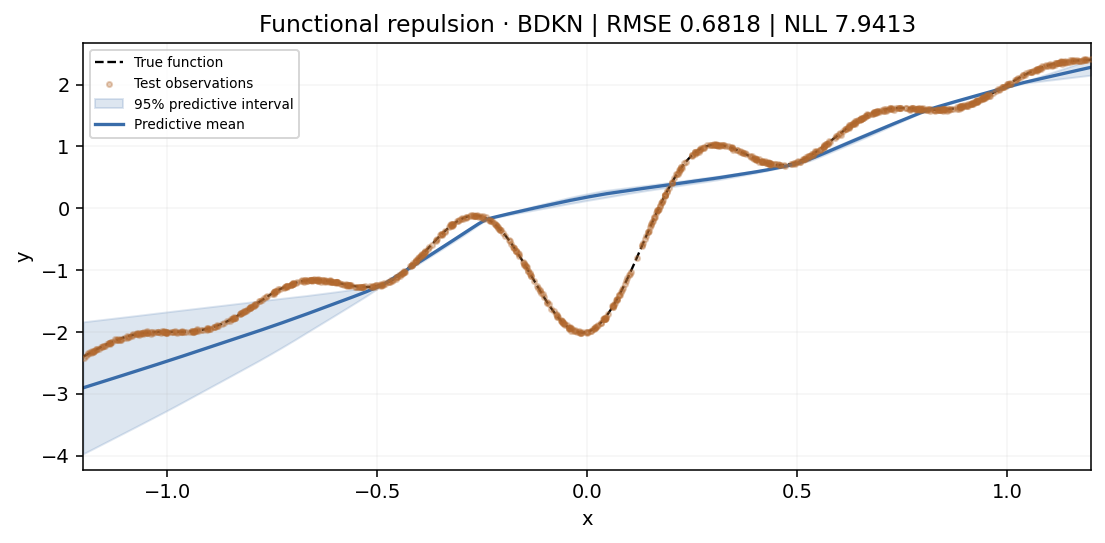 Functional repulsion · BDKN | RMSE 0.6818 | NLL 7.9413
True function
Test observations
95% predictive interval
Predictive mean
y
2
1
0
−1
−2
−3
−4
−1.0
−0.5
0.0
0.5
1.0
x